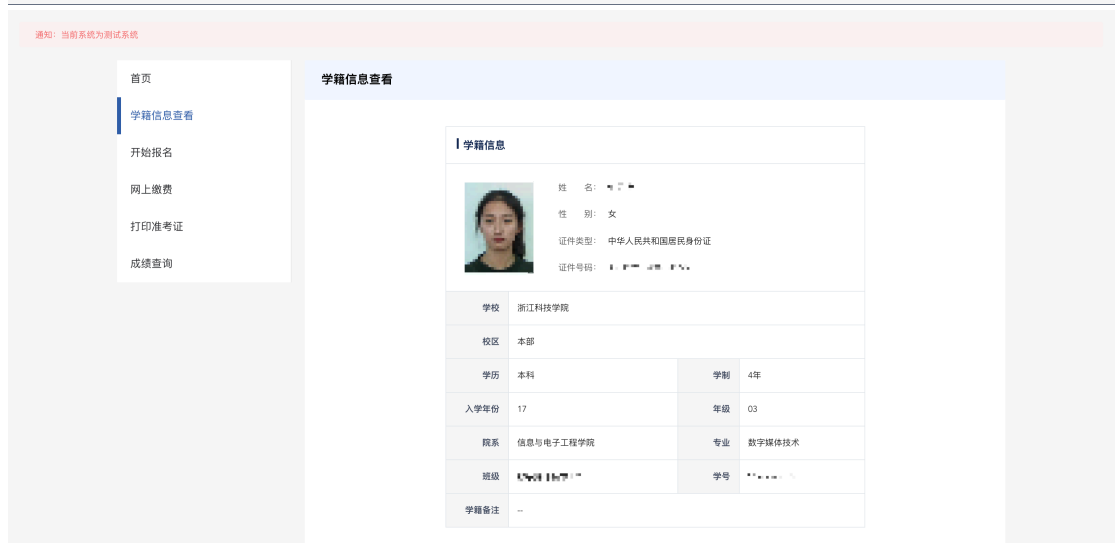 通知：当前系统为测试系统
首页
学籍信息查看
开始报名
网上缴费
打印准考证
成绩查询
学籍信息查看
学籍信息
姓 名：
性 别： 女
证件类型： 中华人民共和国居民身份证
证件号码：
学校 浙江科技学院
校区 本部
学历 本科 学制 4年
入学年份 17 年级 03
院系 信息与电子工程学院 专业 数字媒体技术
班级 学号
学籍备注 --